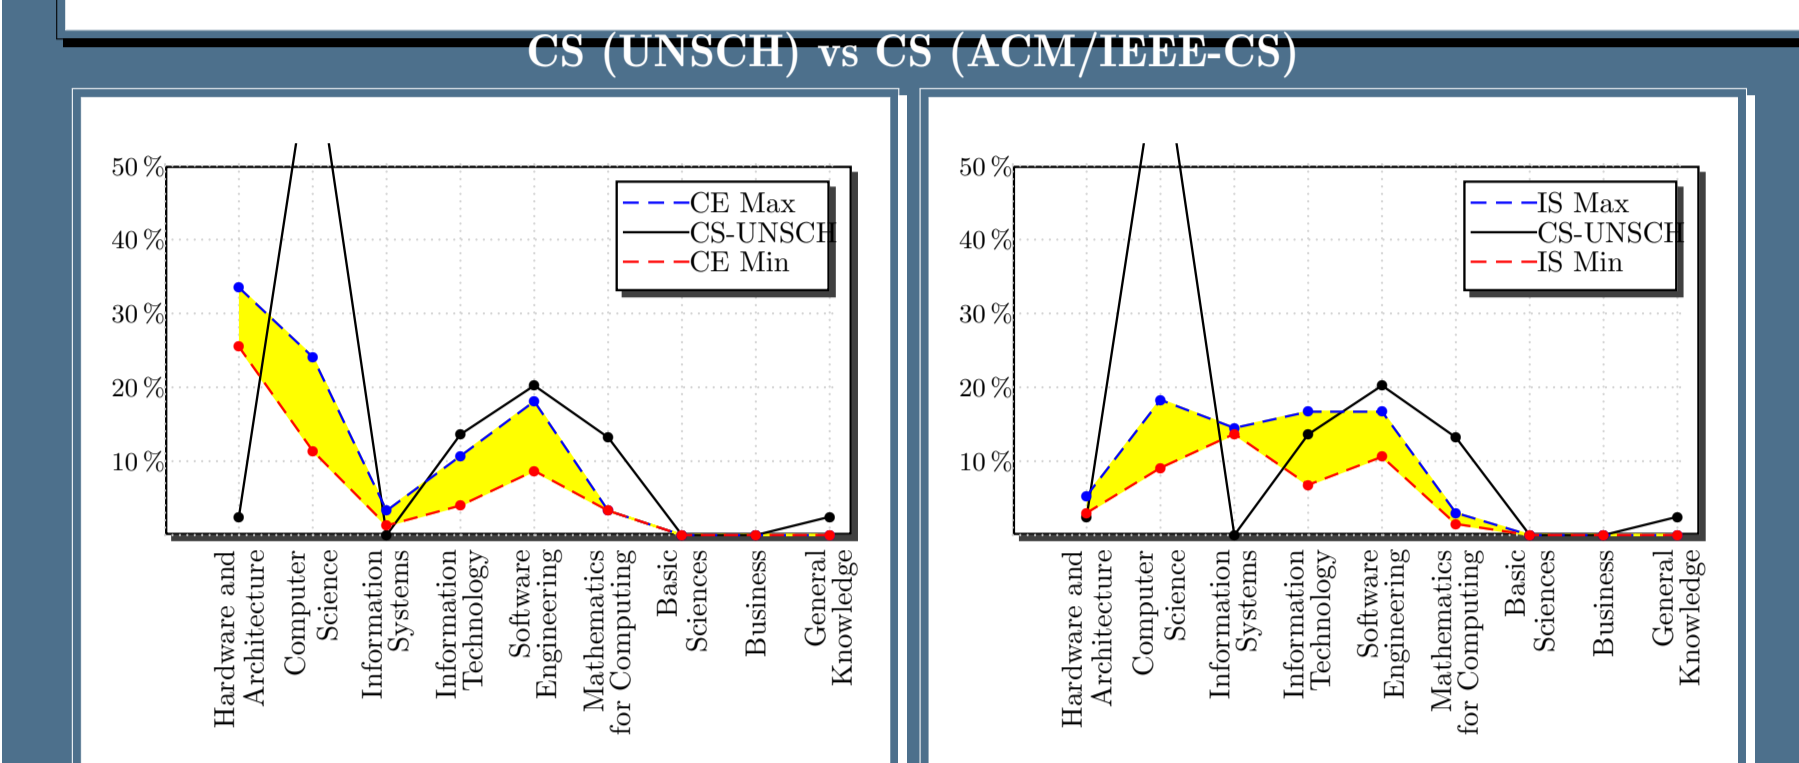 CS (UNSCH) vs CS (ACM/IEEE-CS)
50 %
40 %
30 %
20 %
10 %
CE Max
CS-UNSCH
CE Min
Hardware and
Architecture
Computer
Science
Information
Systems
Information
Technology
Software
Engineering
Mathematics
for Computing
Basic
Sciences
Business
General
Knowledge
50 %
40 %
30 %
20 %
10 %
IS Max
CS-UNSCH
IS Min
Hardware and
Architecture
Computer
Science
Information
Systems
Information
Technology
Software
Engineering
Mathematics
for Computing
Basic
Sciences
Business
General
Knowledge